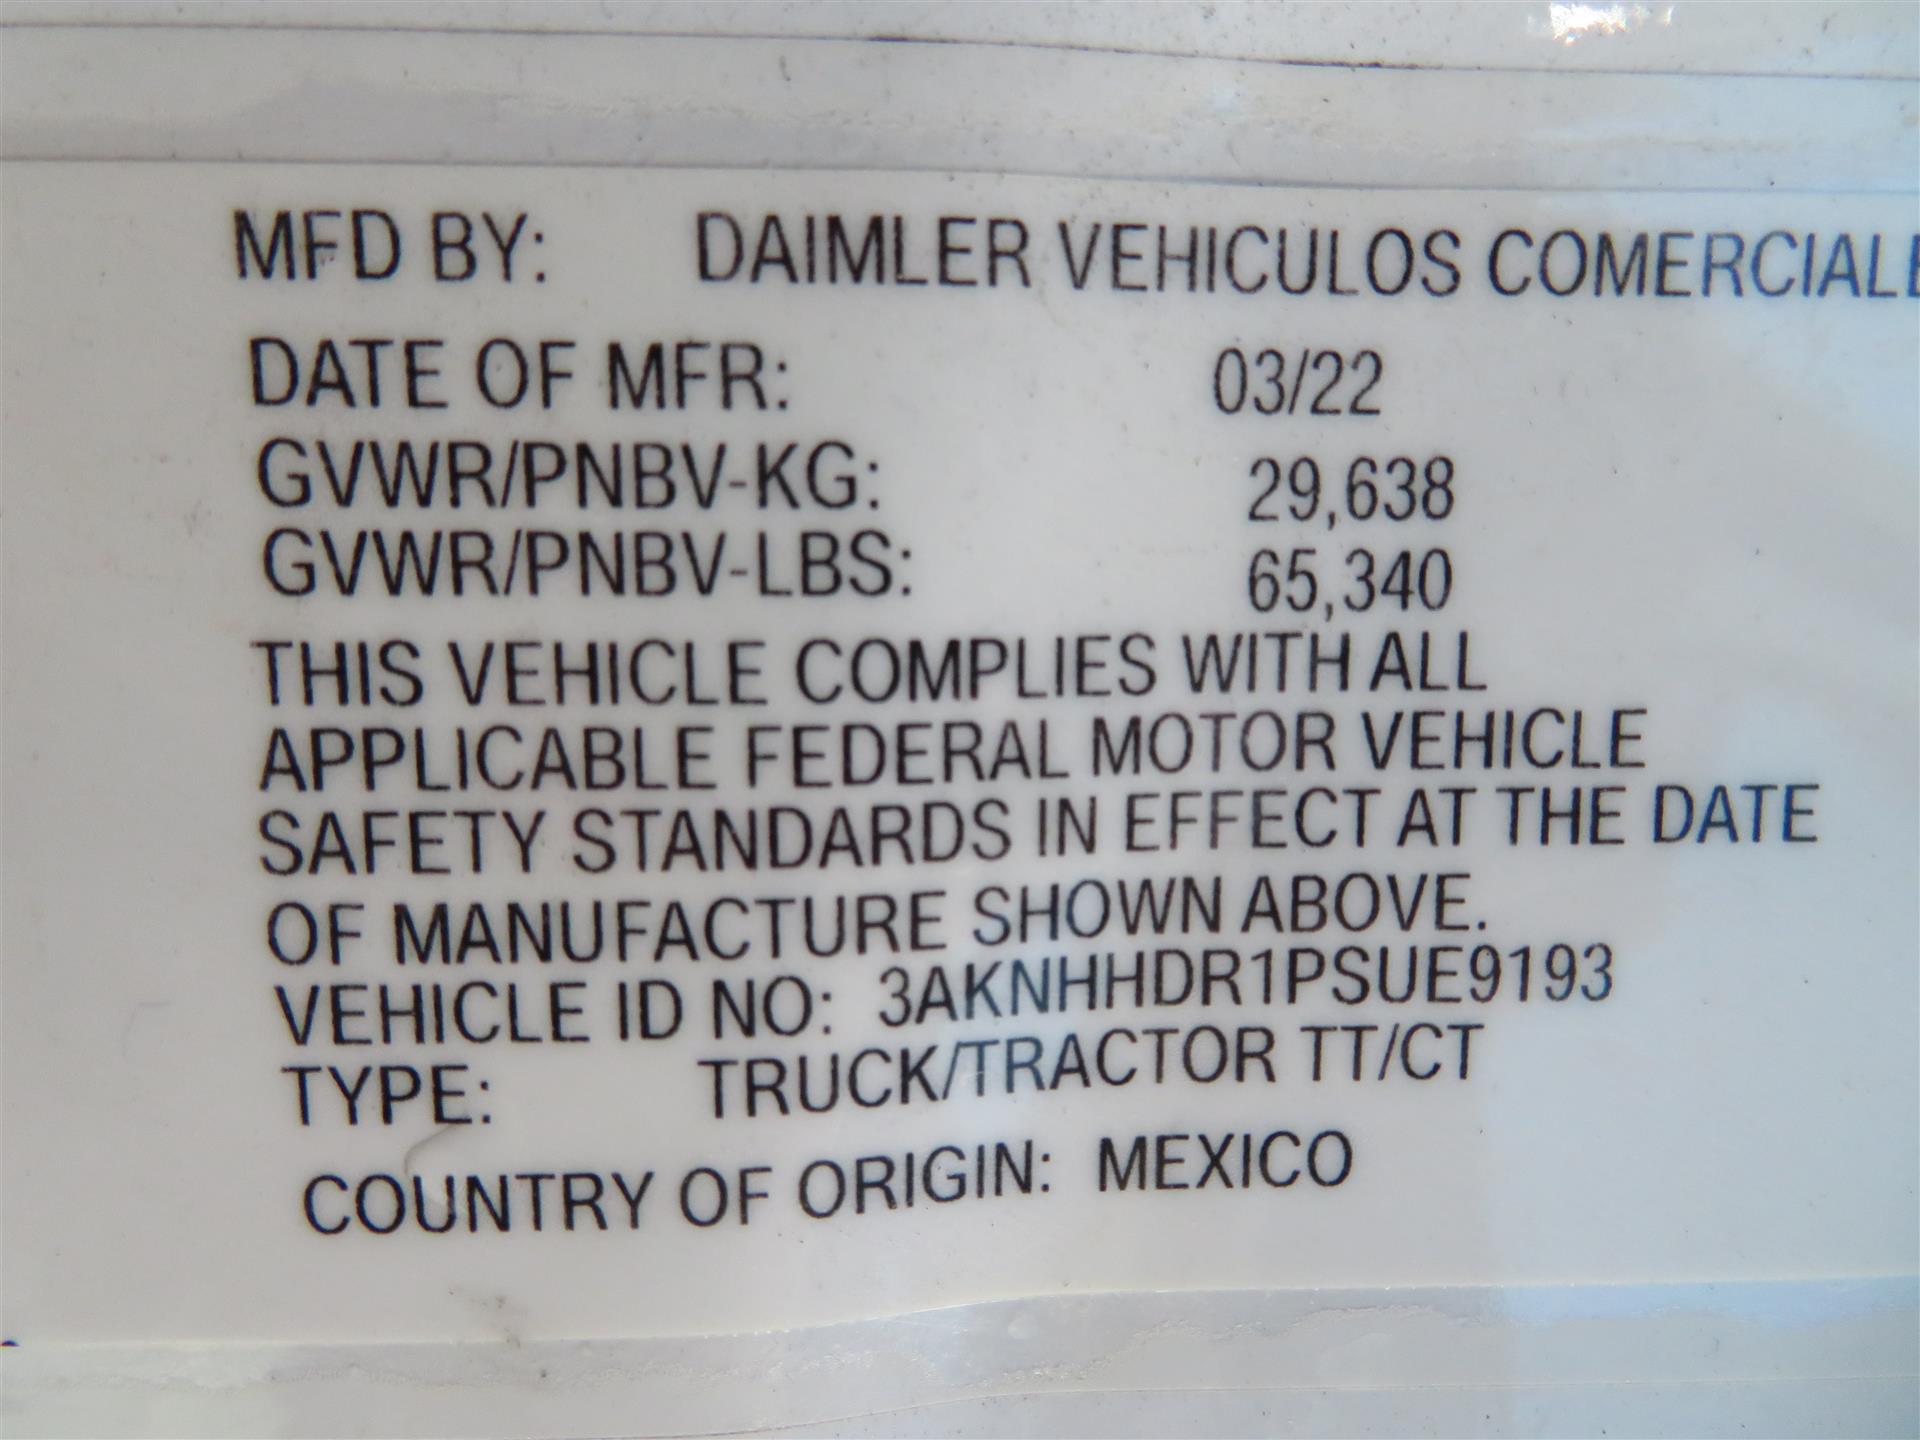 MFD BY: DAIMLER VEHICULOS COMERCIALE
DATE OF MFR: 03/22
GVWR/PNBV-KG: 29,638
GVWR/PNBV-LBS: 65,340
THIS VEHICLE COMPLIES WITH ALL
APPLICABLE FEDERAL MOTOR VEHICLE
SAFETY STANDARDS IN EFFECT AT THE DATE
OF MANUFACTURE SHOWN ABOVE.
VEHICLE ID NO: 3AKNHHDR1PSUE9193
TYPE: TRUCK/TRACTOR TT/CT
COUNTRY OF ORIGIN: MEXICO